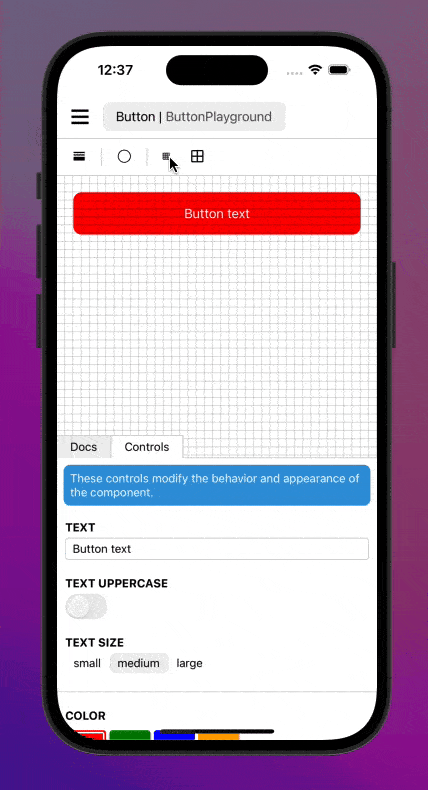 12:37
Button | ButtonPlayground
Button text
Docs
Controls
These controls modify the behavior and appearance of
the component.
TEXT
Button text
TEXT UPPERCASE
TEXT SIZE
small medium large
COLOR